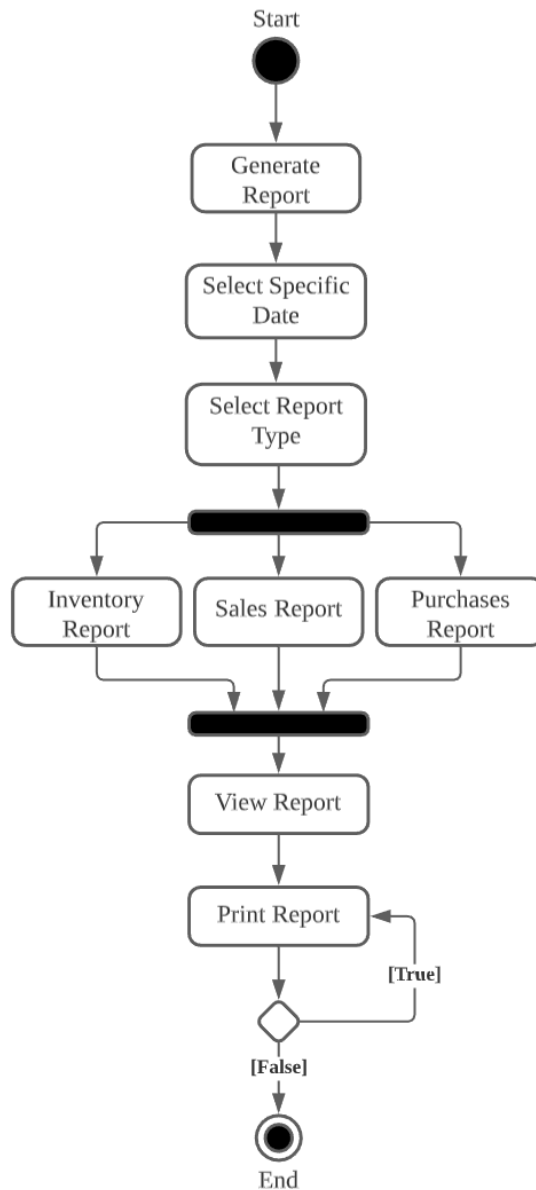 Start
Generate
Report
Select Specific
Date
Select Report
Type
Inventory
Report
Sales Report
Purchases
Report
View Report
Print Report
[True]
[False]
End